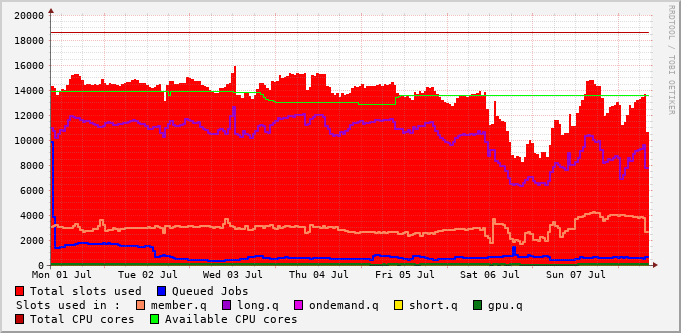 20000
18000
16000
14000
12000
10000
8000
6000
4000
2000
0
Mon 01 Jul Tue 02 Jul Wed 03 Jul Thu 04 Jul Fri 05 Jul Sat 06 Jul Sun 07 Jul
RRDTOOL / TOBI OETIKER
Total slots used Queued Jobs
Slots used in : member.q long.q ondemand.q short.q gpu.q
Total CPU cores Available CPU cores